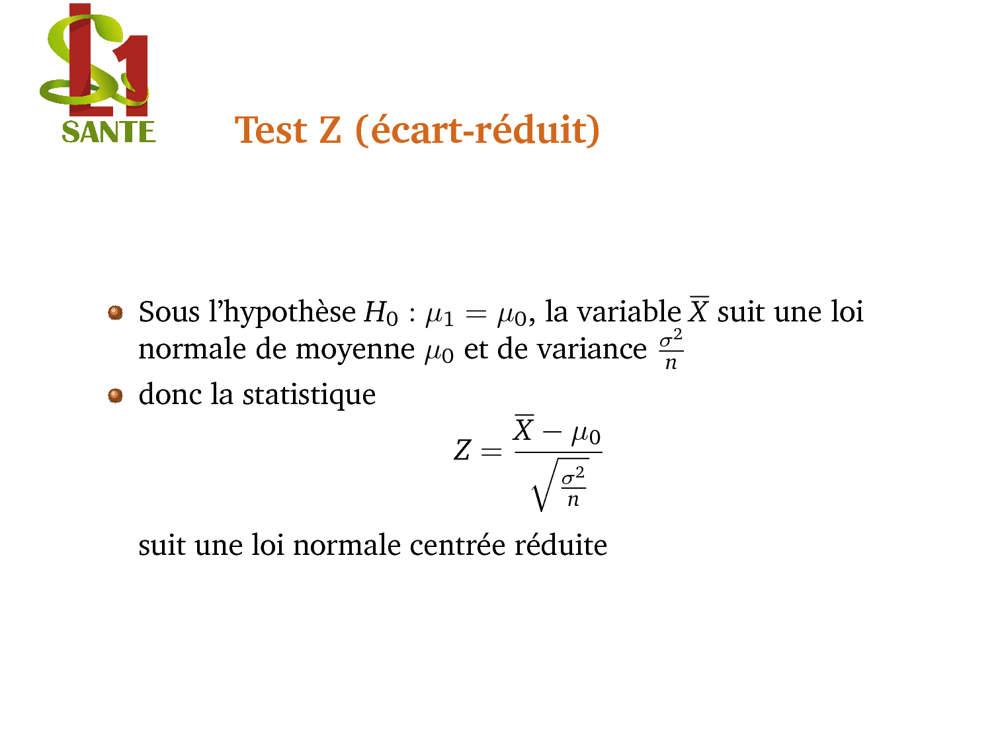 L1
SANTE
Test Z (écart-réduit)
Sous l'hypothèse $H_0 : \mu_1 = \mu_0$, la variable $\overline{X}$ suit une loi
normale de moyenne $\mu_0$ et de variance $\frac{\sigma^2}{n}$
donc la statistique
$Z = \frac{\overline{X} - \mu_0}{\sqrt{\frac{\sigma^2}{n}}}$
suit une loi normale centrée réduite